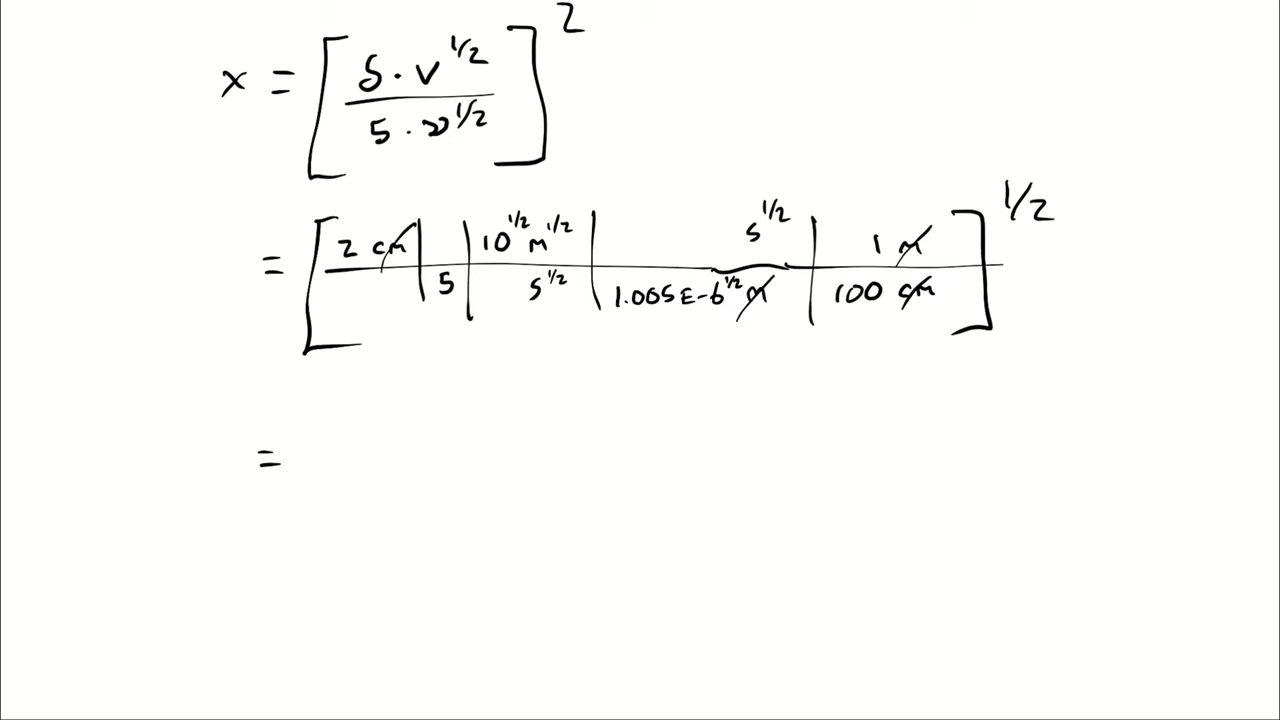 x = [ δ · V^1/2 / 5 · ν^1/2 ]^2
= [ 2 cm | 5 | 10^1/2 m^1/2 / s^1/2 | s^1/2 / 1.005E-6^1/2 m | 1 m / 100 cm ]^1/2
=